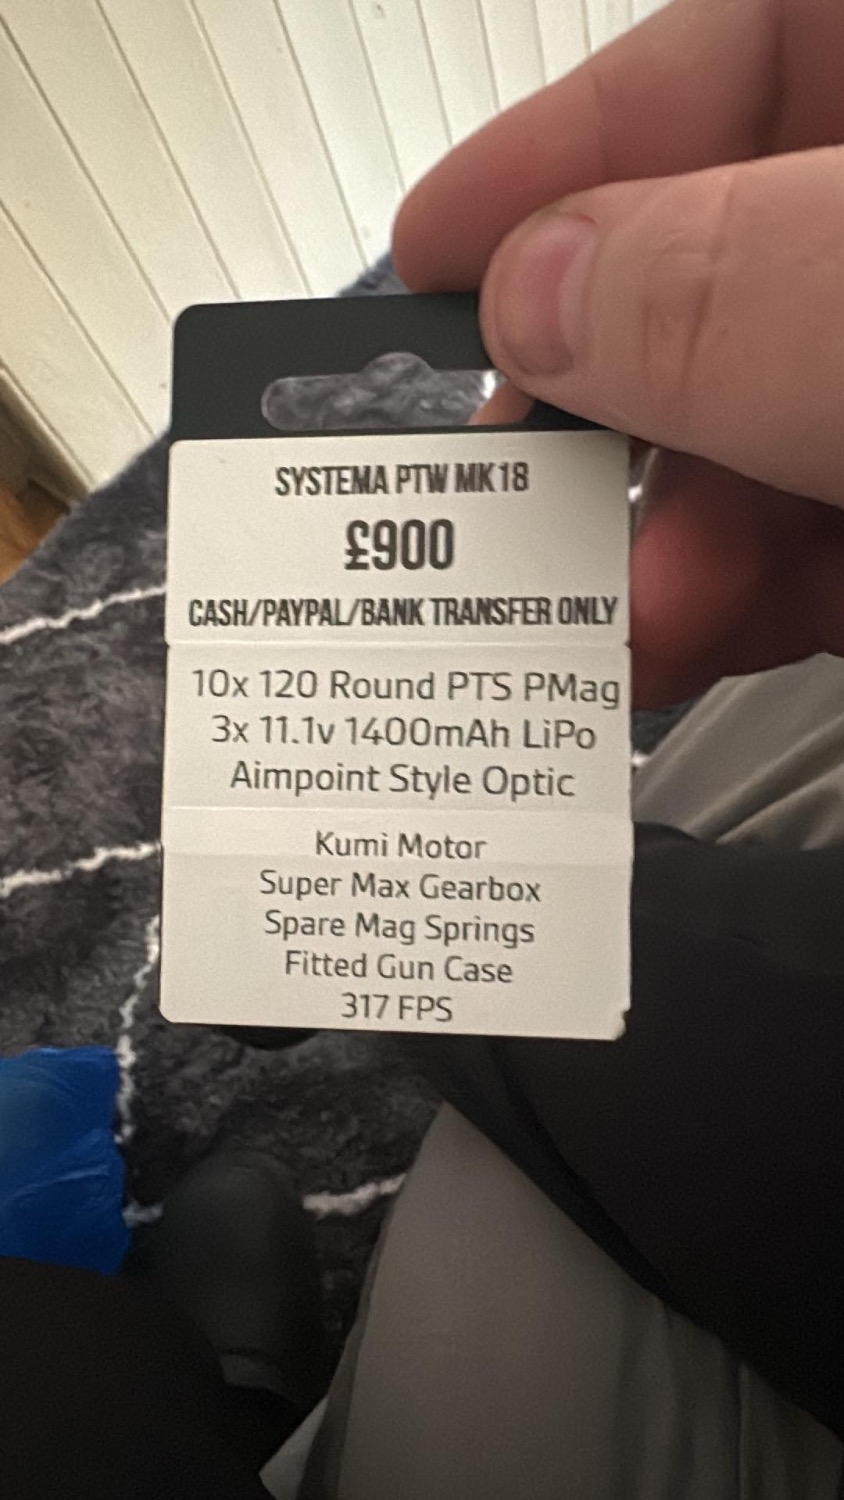 SYSTEMA PTW MK18
£900
CASH/PAYPAL/BANK TRANSFER ONLY
10x 120 Round PTS PMag
3x 11.1v 1400mAh LiPo
Aimpoint Style Optic
Kumi Motor
Super Max Gearbox
Spare Mag Springs
Fitted Gun Case
317 FPS